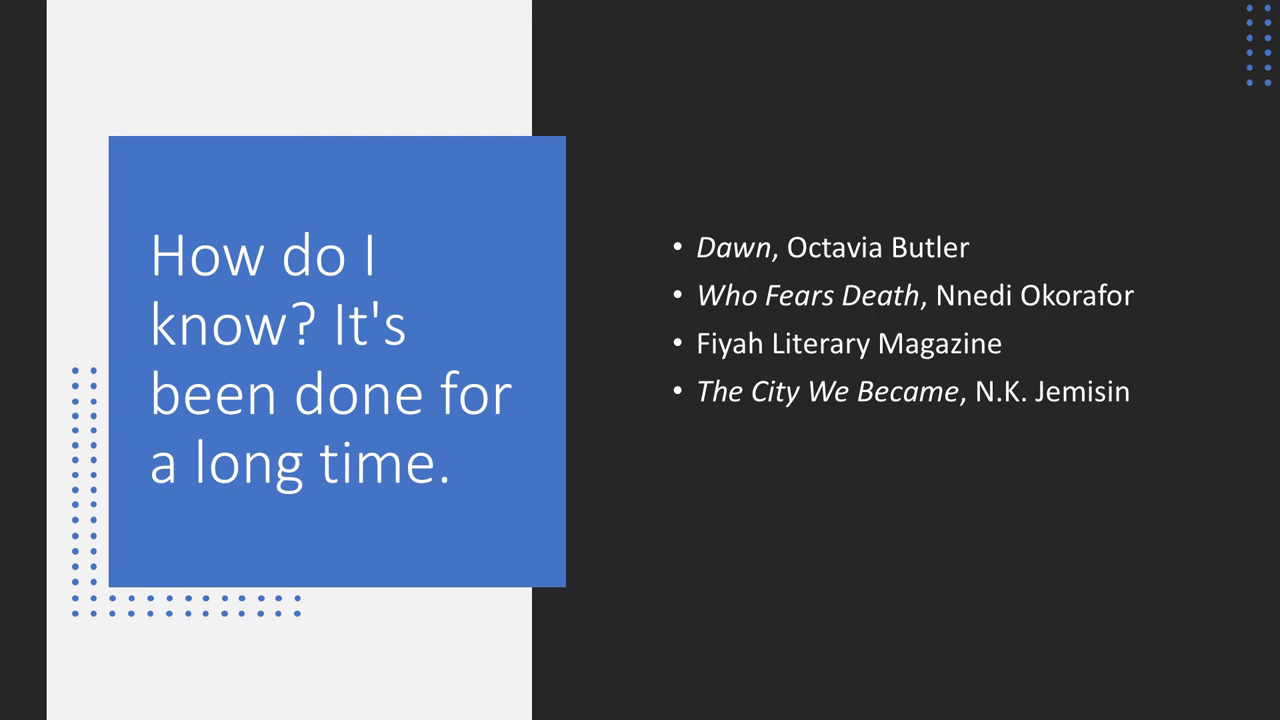 How do I
know? It's
been done for
a long time.
• Dawn, Octavia Butler
• Who Fears Death, Nnedi Okorafor
• Fiyah Literary Magazine
• The City We Became, N.K. Jemisin